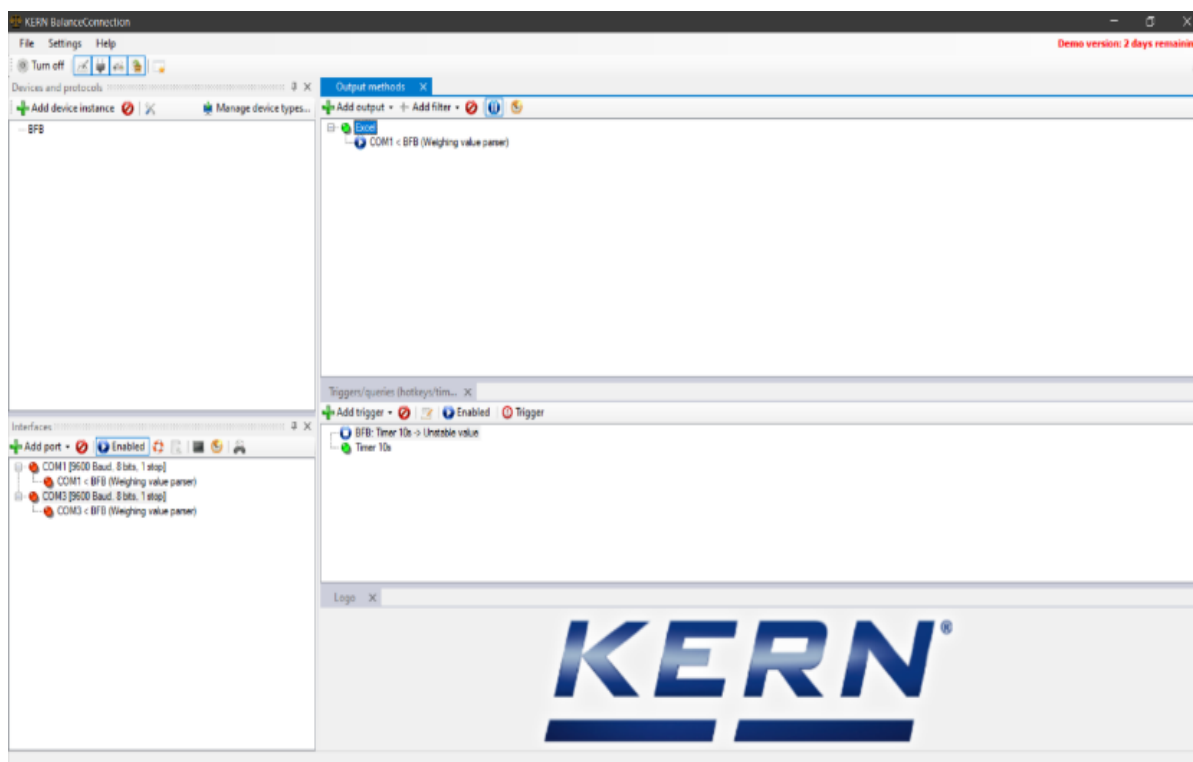 KERN BalanceConnection
File Settings Help
Demo version: 2 days remainin
Turn off
Devices and protocols
Add device instance
Manage device types...
BFB
Output methods
Add output
Add filter
Excel
COM1 < BFB (Weighing value parser)
Triggers/queries (hotkeys/tim...
Add trigger
Enabled
Trigger
BFB: Timer 10s -> Unstable value
Timer 10s
Interfaces
Add port
Enabled
COM1 [9600 Baud, 8 bits, 1 stop]
COM1 < BFB (Weighing value parser)
COM3 [9600 Baud, 8 bits, 1 stop]
COM3 < BFB (Weighing value parser)
Logo
KERN®